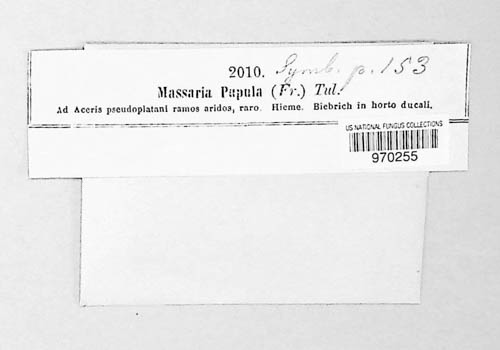 2010. Symb. p. 153
Massaria Pupula (Fr.) Tul.
Ad Aceris pseudoplatani ramos aridos, raro. Hieme. Biebrich in horto ducali.
US NATIONAL FUNGUS COLLECTIONS
970255